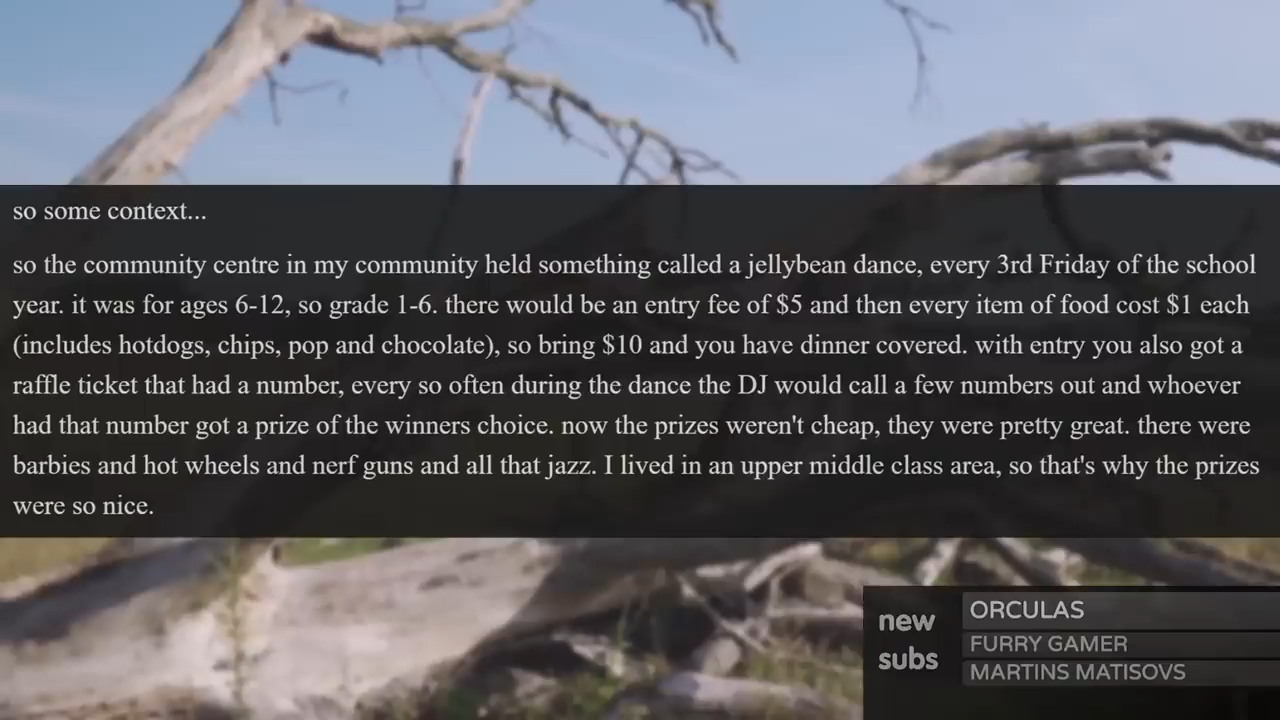 so some context...
so the community centre in my community held something called a jellybean dance, every 3rd Friday of the school
year. it was for ages 6-12, so grade 1-6. there would be an entry fee of $5 and then every item of food cost $1 each
(includes hotdogs, chips, pop and chocolate), so bring $10 and you have dinner covered. with entry you also got a
raffle ticket that had a number, every so often during the dance the DJ would call a few numbers out and whoever
had that number got a prize of the winners choice. now the prizes weren't cheap, they were pretty great. there were
barbies and hot wheels and nerf guns and all that jazz. I lived in an upper middle class area, so that's why the prizes
were so nice.
new
subs
ORCULAS
FURRY GAMER
MARTINS MATISOVS